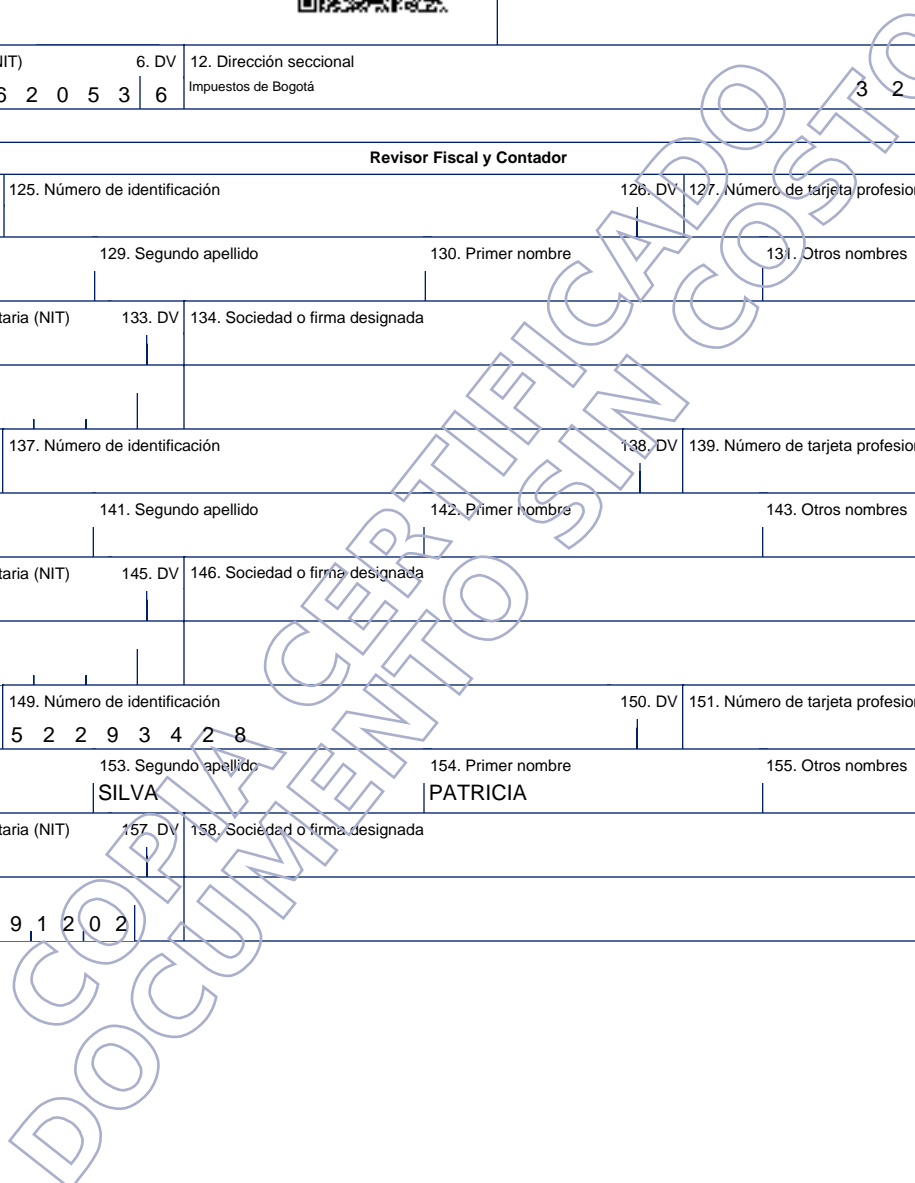 NIT) 6. DV 12. Dirección seccional
6 2 0 5 3 6 Impuestos de Bogotá 3 2
Revisor Fiscal y Contador
125. Número de identificación 126. DV 127. Número de tarjeta profesion
129. Segundo apellido 130. Primer nombre 131. Otros nombres
taria (NIT) 133. DV 134. Sociedad o firma designada
137. Número de identificación 138. DV 139. Número de tarjeta profesion
141. Segundo apellido 142. Primer nombre 143. Otros nombres
taria (NIT) 145. DV 146. Sociedad o firma designada
149. Número de identificación 150. DV 151. Número de tarjeta profesion
5 2 2 9 3 4 2 8
153. Segundo apellido 154. Primer nombre 155. Otros nombres
SILVA PATRICIA
taria (NIT) 157. DV 158. Sociedad o firma designada
9 1 2 0 2
COPIA CERTIFICADO
DOCUMENTO SIN COSTO